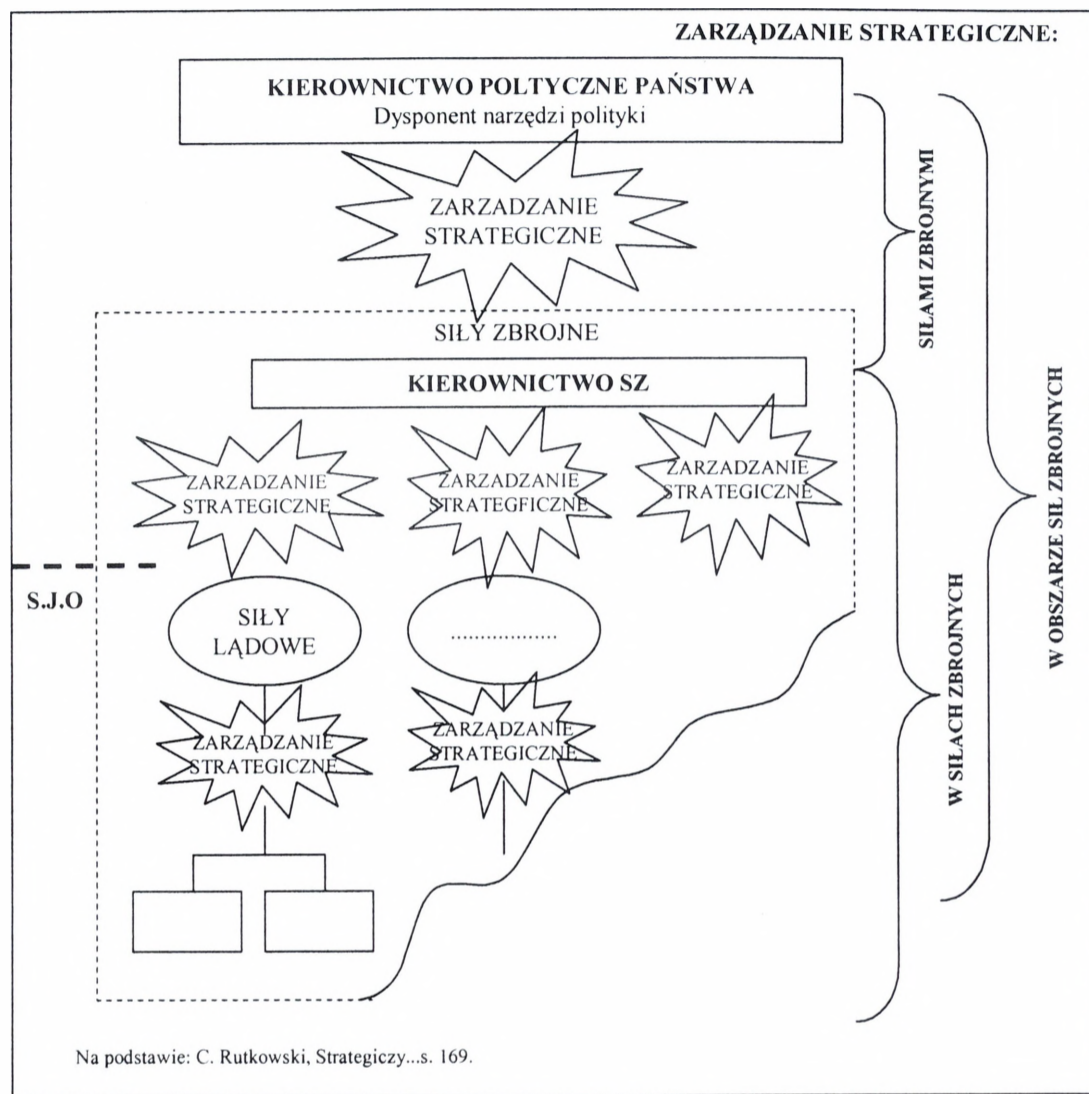 ZARZĄDZANIE STRATEGICZNE:
KIEROWNICTWO POLTYCZNE PAŃSTWA
Dysponent narzędzi polityki
ZARZADZANIE
STRATEGICZNE
SIŁAMI ZBROJNYMI
SIŁY ZBROJNE
KIEROWNICTWO SZ
ZARZADZANIE
STRATEGICZNE
ZARZADZANIE
STRATEGFICZNE
ZARZADZANIE
STRATEGICZNE
W OBSZARZE SIŁ ZBROJNYCH
S.J.O
SIŁY
LĄDOWE
..................
W SIŁACH ZBROJNYCH
ZARZĄDZANIE
STRATEGICZNE
ZARZADZANIE
STRATEGICZNE
Na podstawie: C. Rutkowski, Strategiczy...s. 169.